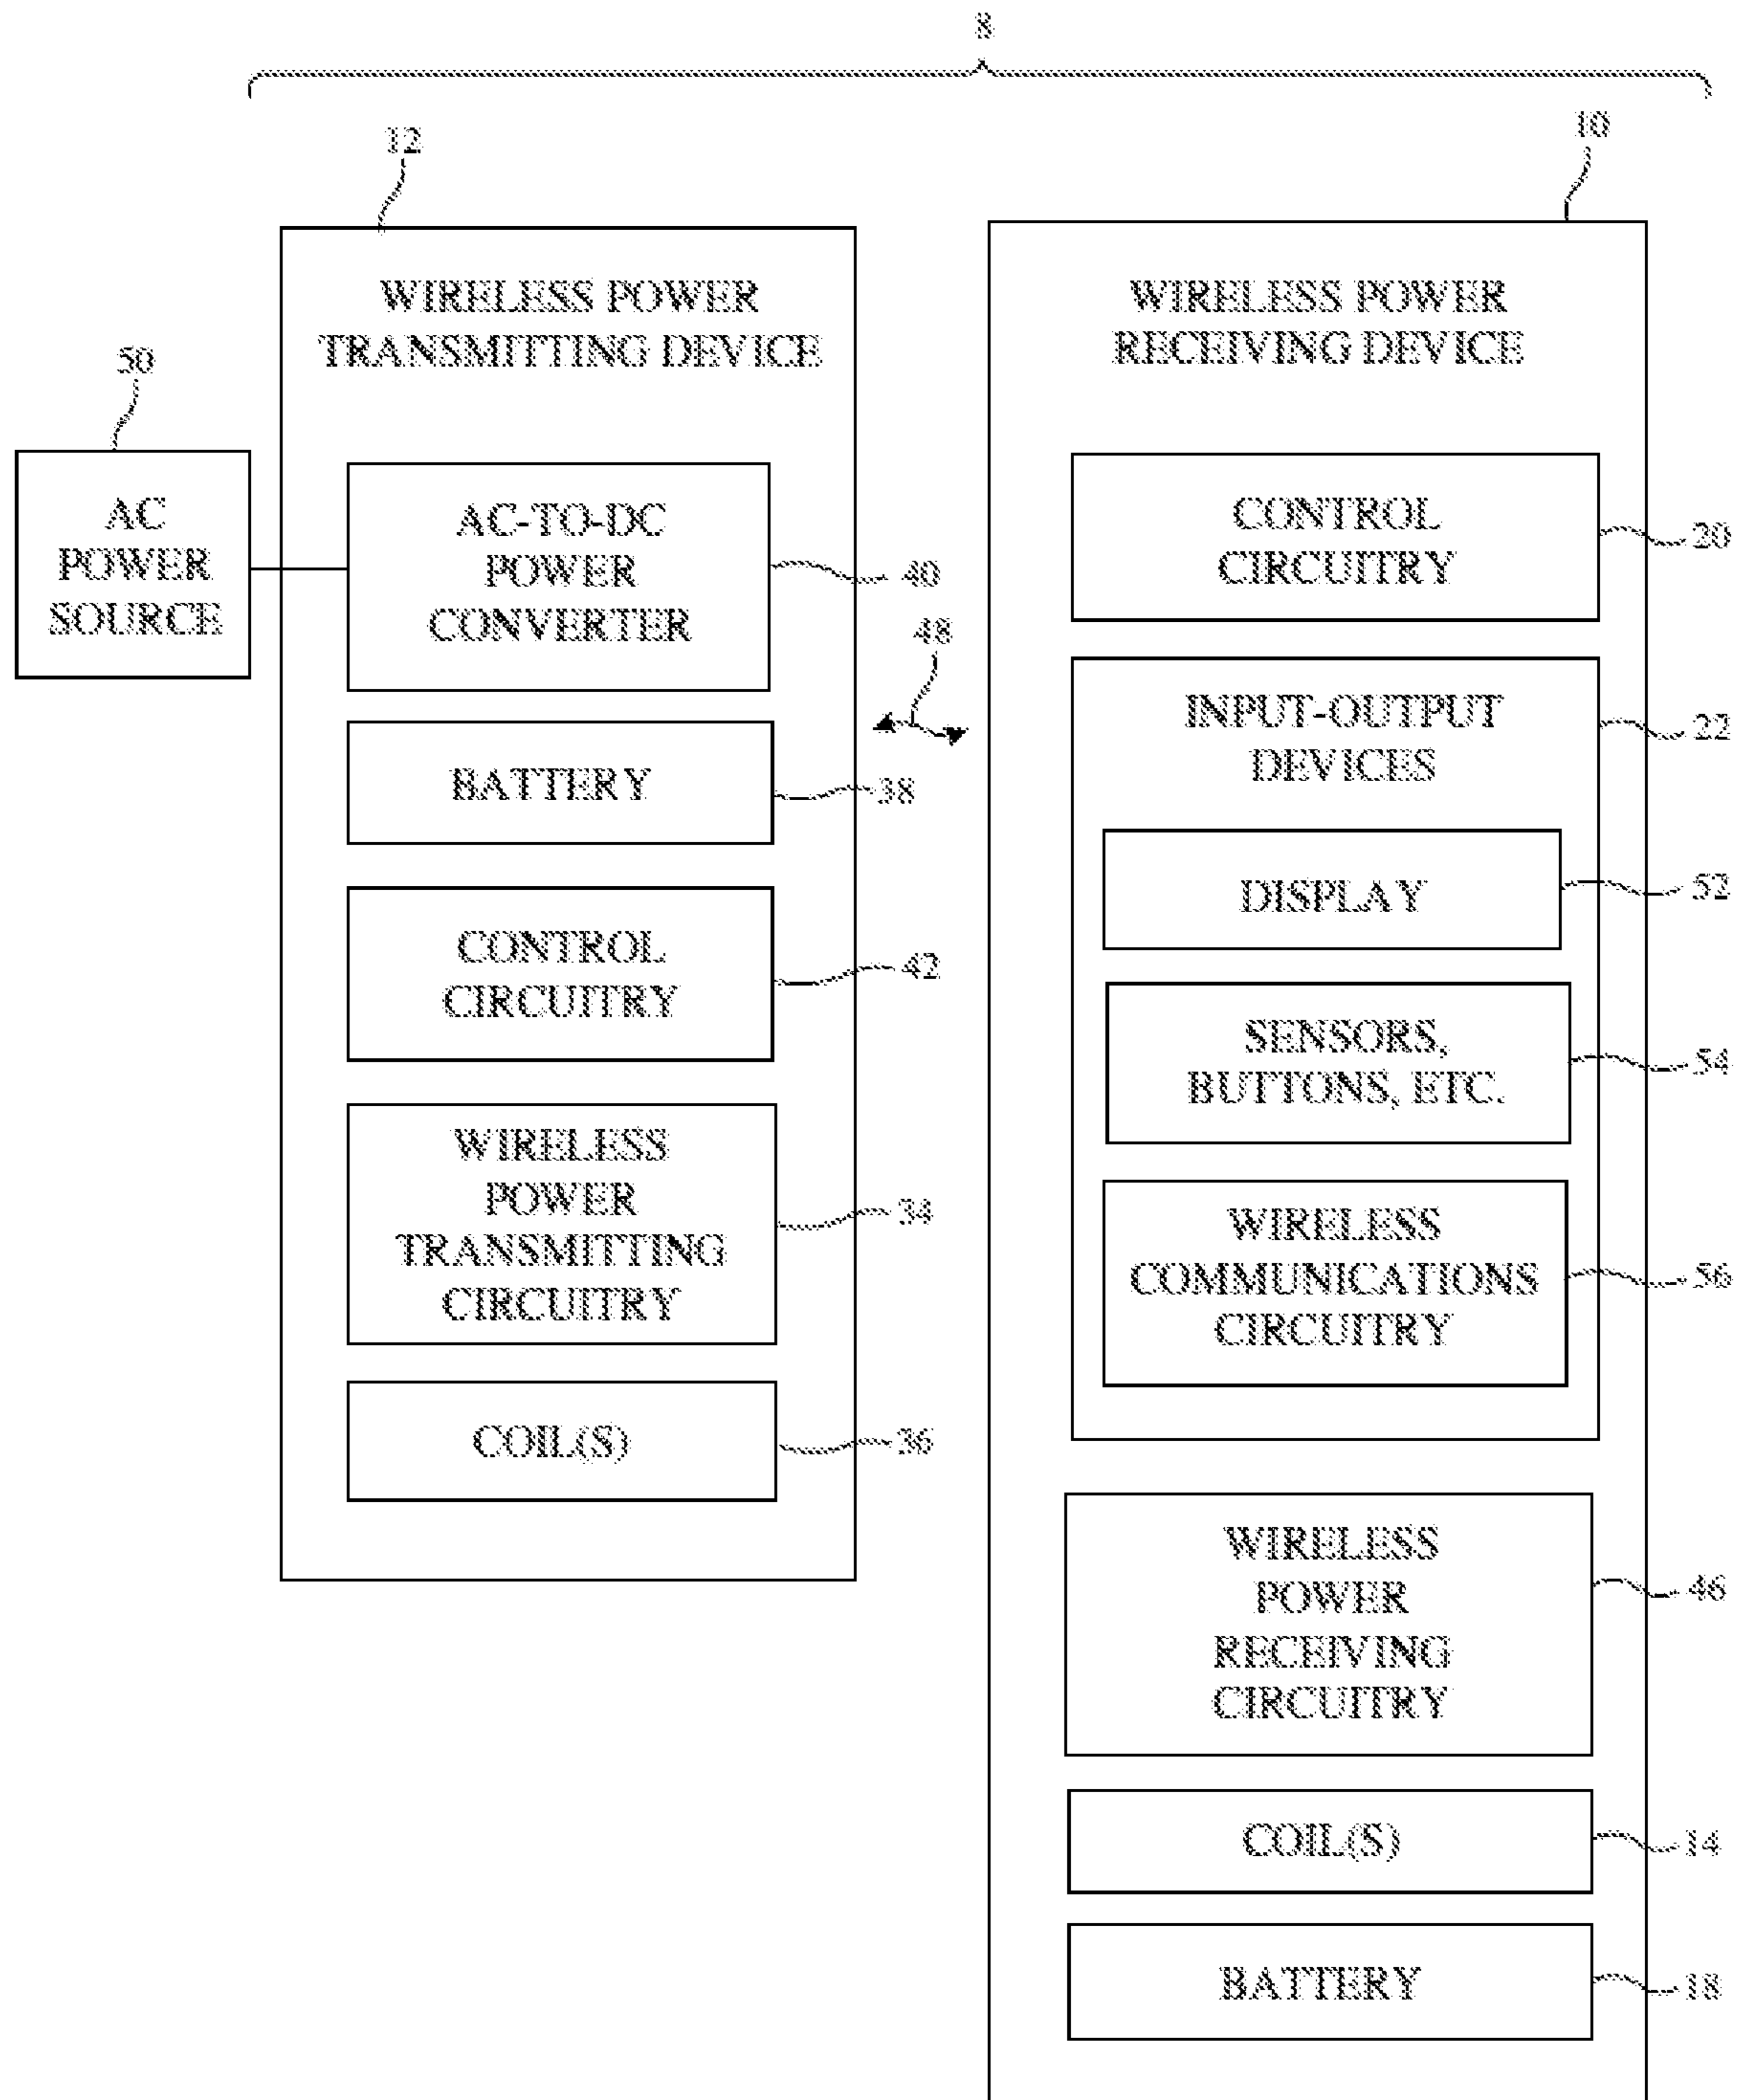 8
12
10
WIRELESS POWER
TRANSMITTING DEVICE
WIRELESS POWER
RECEIVING DEVICE
50
AC
POWER
SOURCE
AC-TO-DC
POWER
CONVERTER
40
48
BATTERY
38
CONTROL
CIRCUITRY
42
WIRELESS
POWER
TRANSMITTING
CIRCUITRY
34
COIL(S)
36
CONTROL
CIRCUITRY
20
INPUT-OUTPUT
DEVICES
22
DISPLAY
52
SENSORS,
BUTTONS, ETC.
54
WIRELESS
COMMUNICATIONS
CIRCUITRY
56
WIRELESS
POWER
RECEIVING
CIRCUITRY
46
COIL(S)
14
BATTERY
18